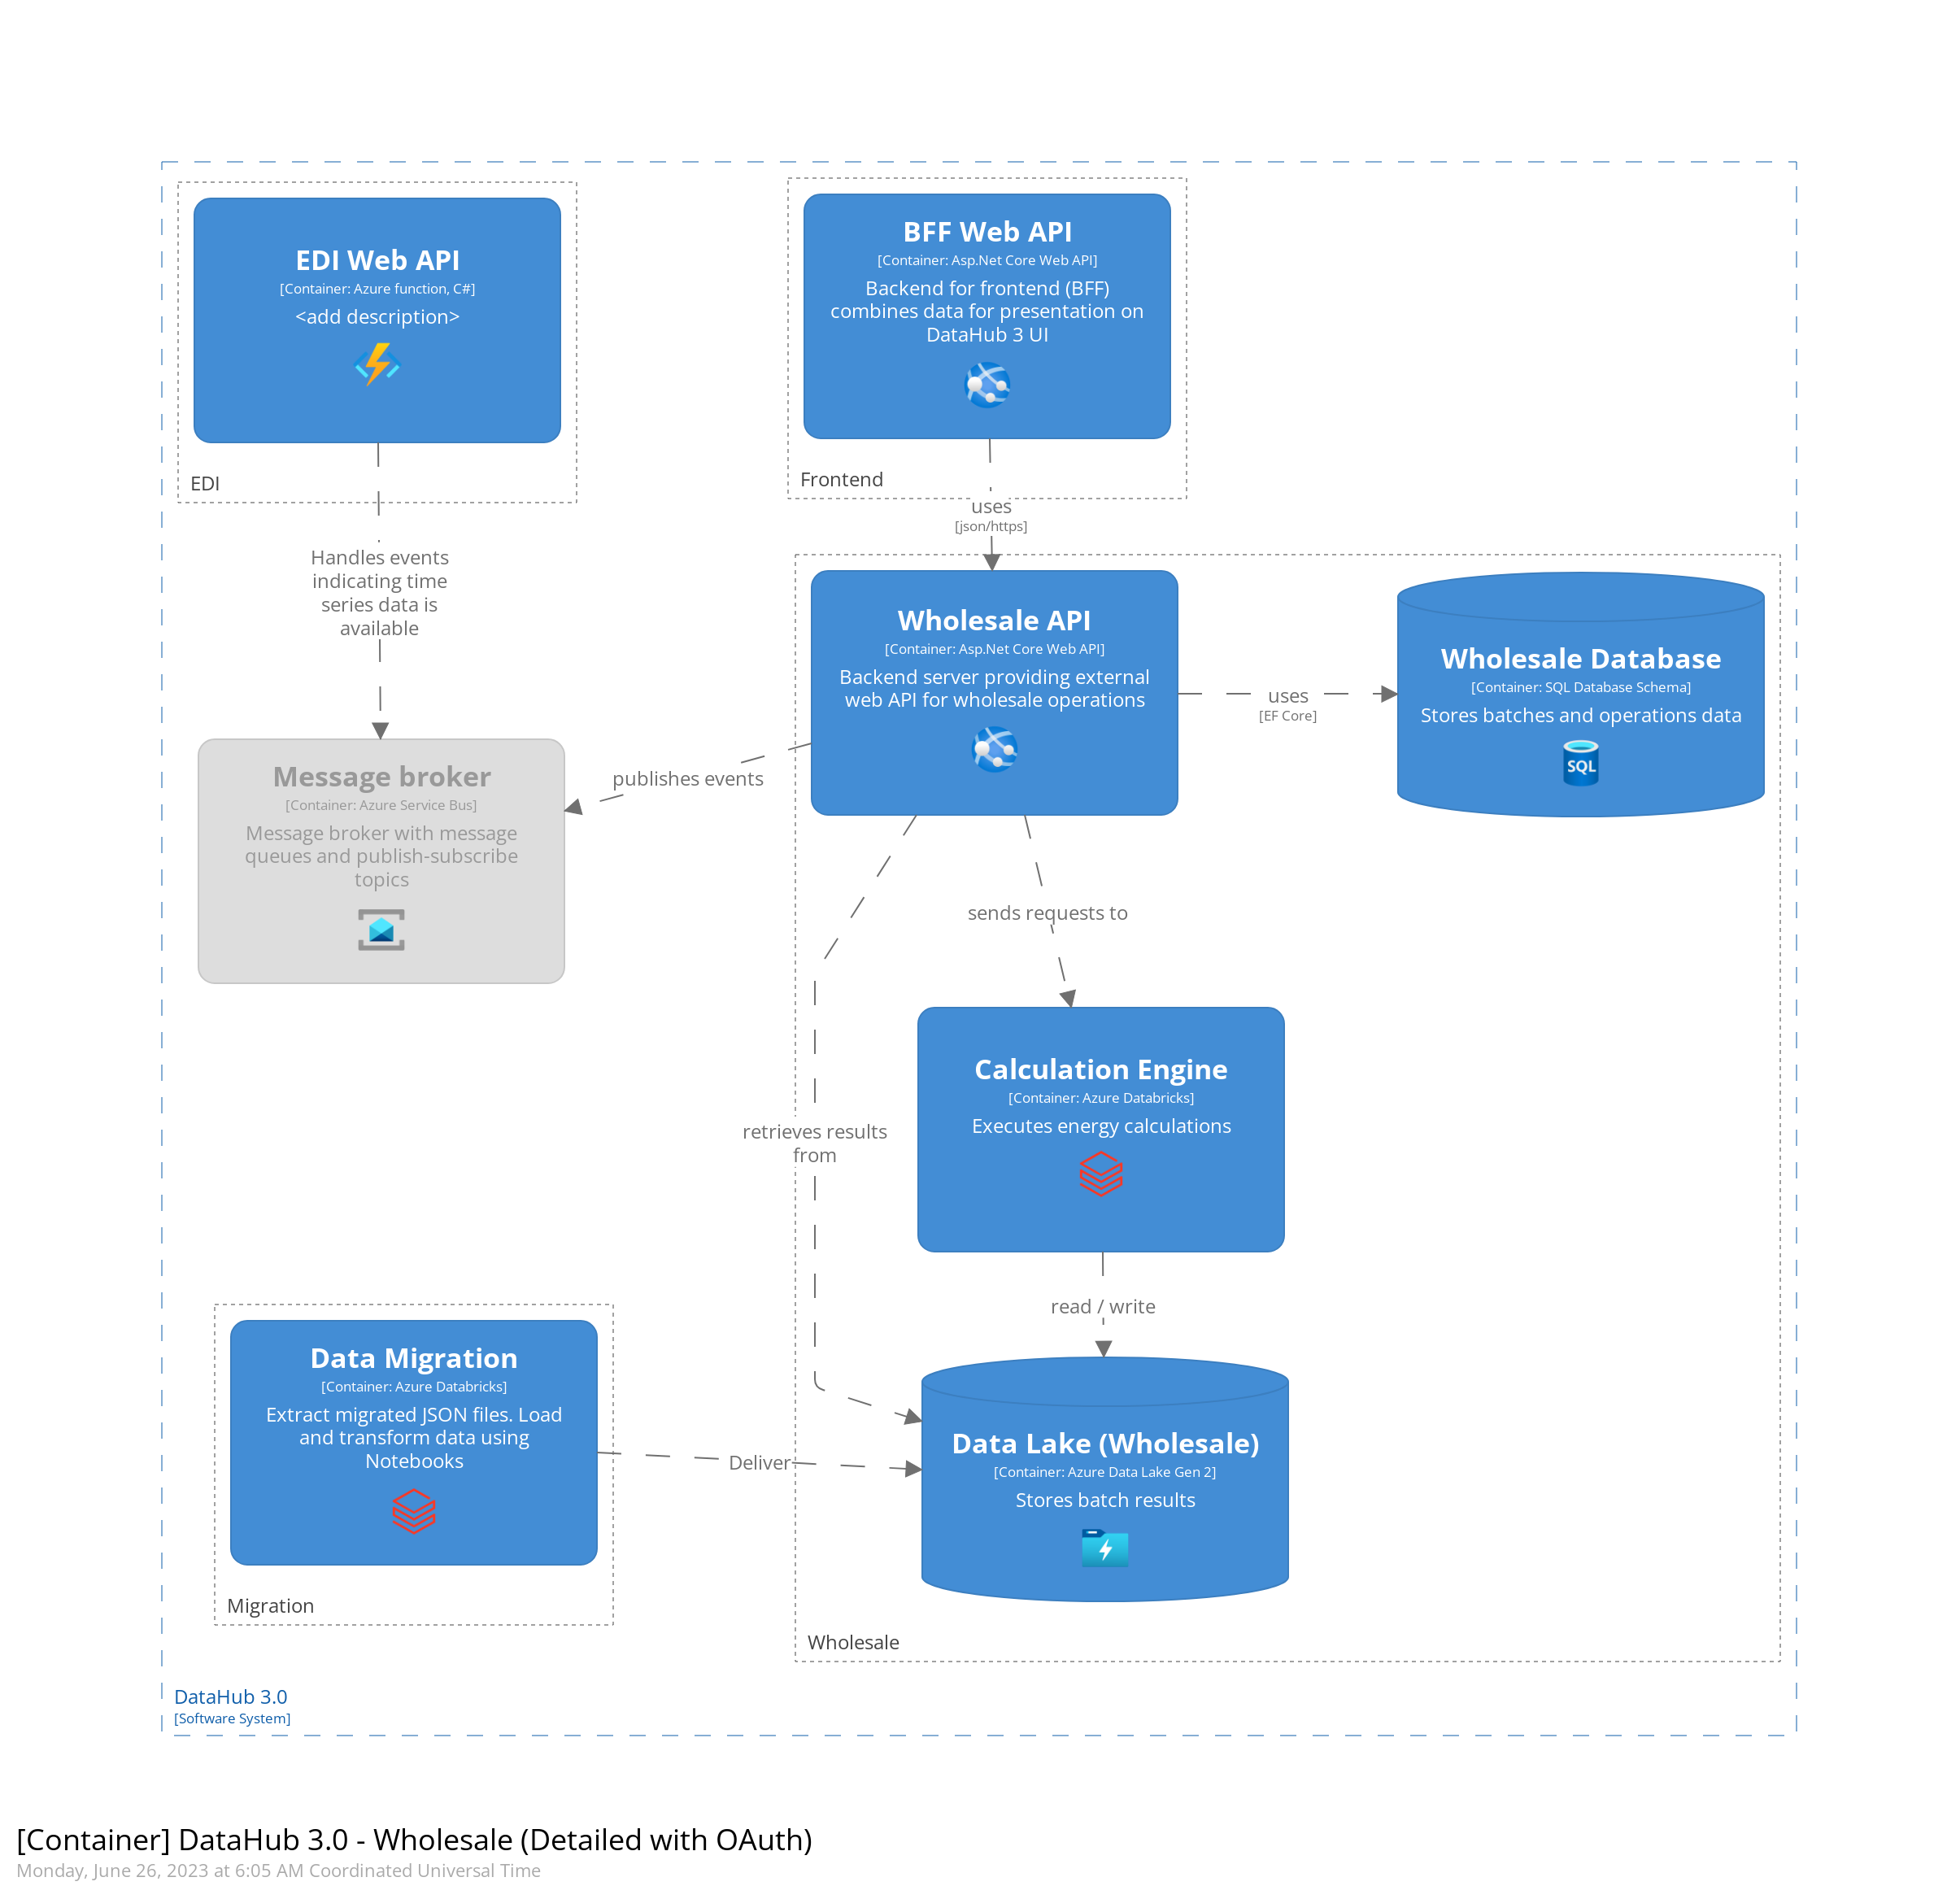 EDI Web API
[Container: Azure function, C#]
<add description>
EDI
BFF Web API
[Container: Asp.Net Core Web API]
Backend for frontend (BFF)
combines data for presentation on
DataHub 3 UI
Frontend
uses
[json/https]
Handles events
indicating time
series data is
available
Wholesale API
[Container: Asp.Net Core Web API]
Backend server providing external
web API for wholesale operations
uses
[EF Core]
Wholesale Database
[Container: SQL Database Schema]
Stores batches and operations data
SQL
Message broker
[Container: Azure Service Bus]
Message broker with message
queues and publish-subscribe
topics
publishes events
sends requests to
Calculation Engine
[Container: Azure Databricks]
Executes energy calculations
retrieves results
from
read / write
Data Migration
[Container: Azure Databricks]
Extract migrated JSON files. Load
and transform data using
Notebooks
Migration
Deliver
Data Lake (Wholesale)
[Container: Azure Data Lake Gen 2]
Stores batch results
Wholesale
DataHub 3.0
[Software System]
[Container] DataHub 3.0 - Wholesale (Detailed with OAuth)
Monday, June 26, 2023 at 6:05 AM Coordinated Universal Time